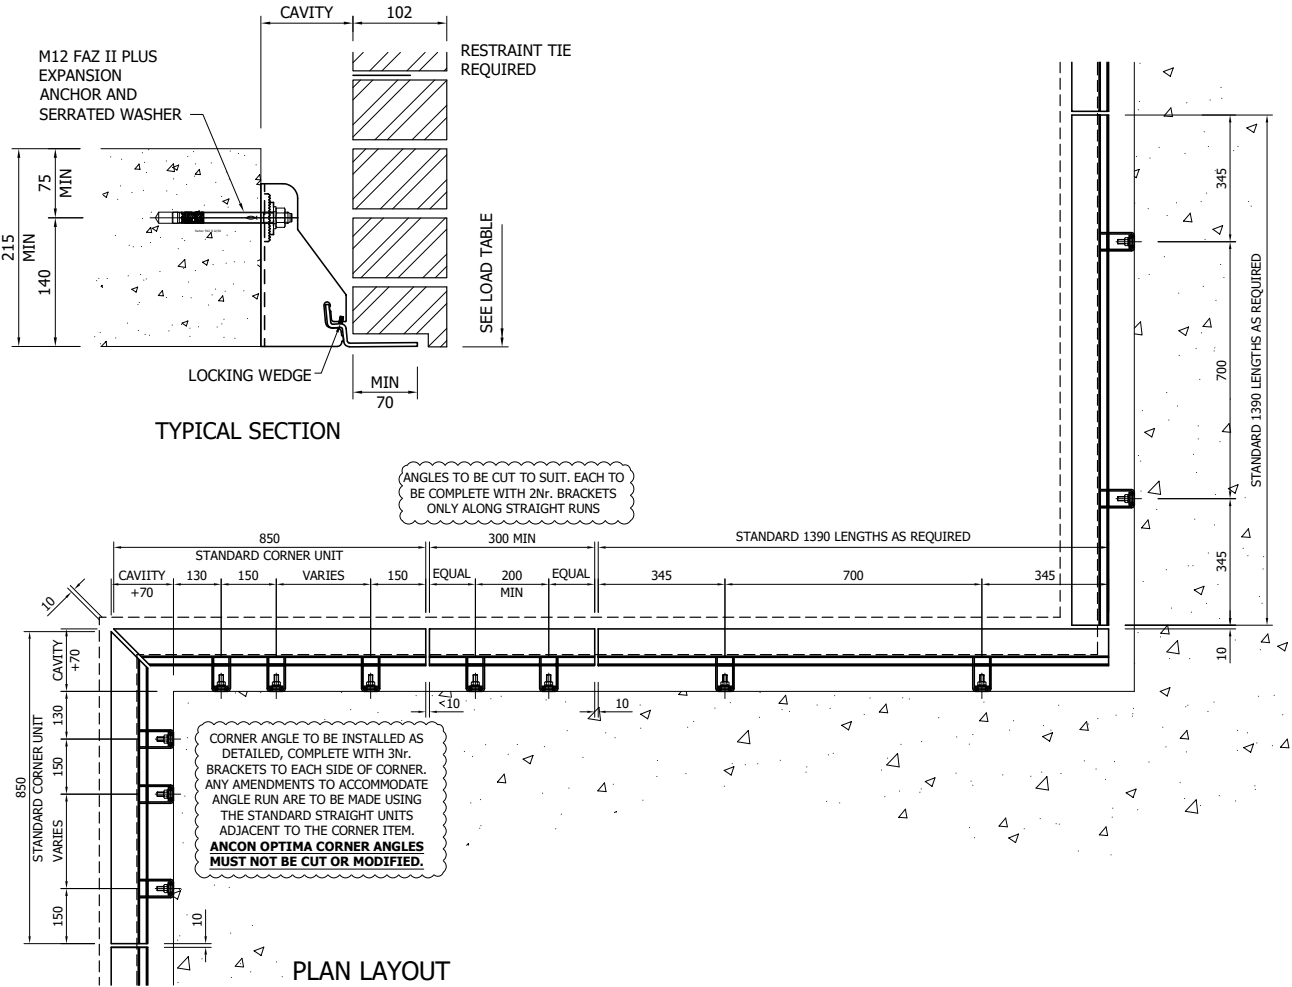 CAVITY
102
M12 FAZ II PLUS
EXPANSION
ANCHOR AND
SERRATED WASHER
RESTRAINT TIE
REQUIRED
75
MIN
215
MIN
140
SEE LOAD TABLE
LOCKING WEDGE
MIN
70
TYPICAL SECTION
345
700
345
10
STANDARD 1390 LENGTHS AS REQUIRED
ANGLES TO BE CUT TO SUIT. EACH TO
BE COMPLETE WITH 2Nr. BRACKETS
ONLY ALONG STRAIGHT RUNS
850
STANDARD CORNER UNIT
300 MIN
STANDARD 1390 LENGTHS AS REQUIRED
CAVIITY
+70
130
150
VARIES
150
EQUAL
200
MIN
EQUAL
345
700
345
10
CAVITY
+70
130
150
VARIES
150
850
STANDARD CORNER UNIT
<10
10
10
CORNER ANGLE TO BE INSTALLED AS
DETAILED, COMPLETE WITH 3Nr.
BRACKETS TO EACH SIDE OF CORNER.
ANY AMENDMENTS TO ACCOMMODATE
ANGLE RUN ARE TO BE MADE USING
THE STANDARD STRAIGHT UNITS
ADJACENT TO THE CORNER ITEM.
ANCON OPTIMA CORNER ANGLES
MUST NOT BE CUT OR MODIFIED.
PLAN LAYOUT